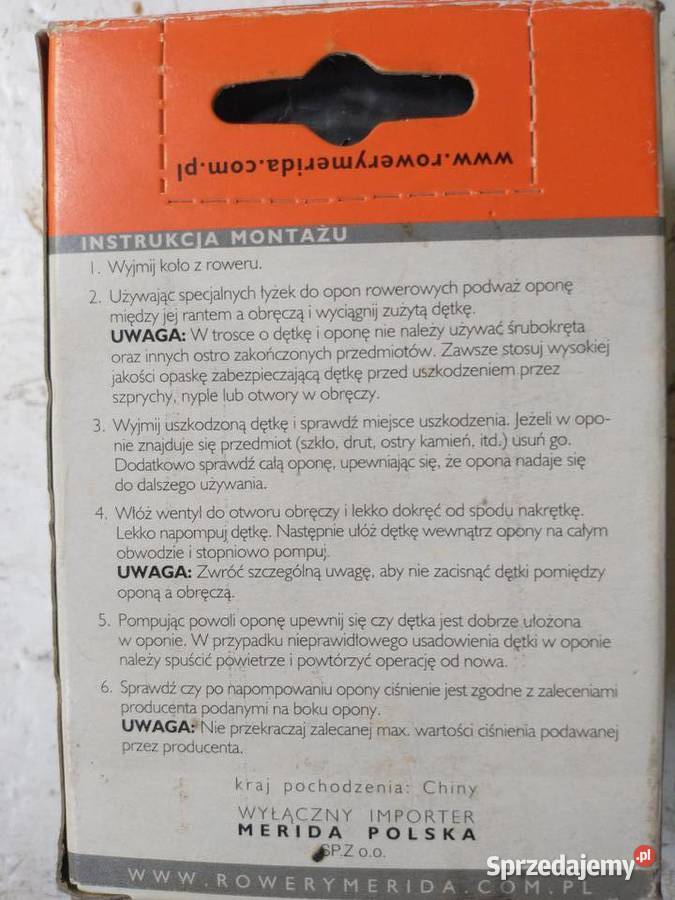 www.rowerymerida.com.pl
INSTRUKCJA MONTAŻU
1. Wyjmij koło z roweru.
2. Używając specjalnych łyżek do opon rowerowych podważ oponę
między jej rantem a obręczą i wyciągnij zużytą dętkę.
UWAGA: W trosce o dętkę i oponę nie należy używać śrubokręta
oraz innych ostro zakończonych przedmiotów. Zawsze stosuj wysokiej
jakości opaskę zabezpieczającą dętkę przed uszkodzeniem przez
szprychy, nyple lub otwory w obręczy.
3. Wyjmij uszkodzoną dętkę i sprawdź miejsce uszkodzenia. Jeżeli w opo-
nie znajduje się przedmiot (szkło, drut, ostry kamień, itd.) usuń go.
Dodatkowo sprawdź całą oponę, upewniając się, że opona nadaje się
do dalszego używania.
4. Włóż wentyl do otworu obręczy i lekko dokręć od spodu nakrętkę.
Lekko napompuj dętkę. Następnie ułóż dętkę wewnątrz opony na całym
obwodzie i stopniowo pompuj.
UWAGA: Zwróć szczególną uwagę, aby nie zacisnąć dętki pomiędzy
oponą a obręczą.
5. Pompując powoli oponę upewnij się czy dętka jest dobrze ułożona
w oponie. W przypadku nieprawidłowego usadowienia dętki w oponie
należy spuścić powietrze i powtórzyć operację od nowa.
6. Sprawdź czy po napompowaniu opony ciśnienie jest zgodne z zaleceniami
producenta podanymi na boku opony.
UWAGA: Nie przekraczaj zalecanej max. wartości ciśnienia podawanej
przez producenta.
kraj pochodzenia: Chiny
WYŁĄCZNY IMPORTER
MERIDA POLSKA
SP.Z o.o.
WWW.ROWERYMERIDA.COM.PL
Sprzedajemy.pl